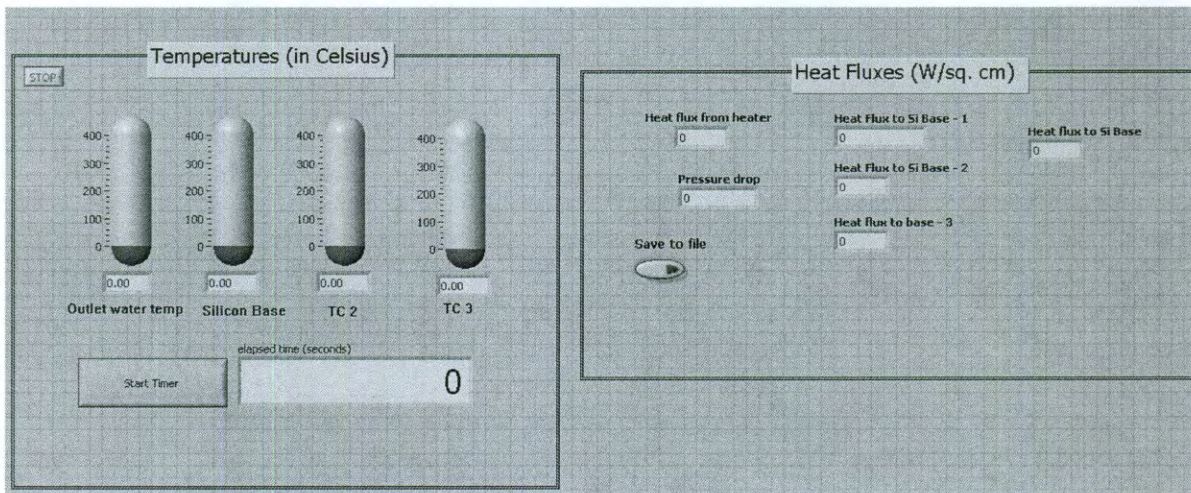 Temperatures (in Celsius)
STOP
400
300
200
100
0
400
300
200
100
0
400
300
200
100
0
400
300
200
100
0
0.00
0.00
0.00
0.00
Outlet water temp
Silicon Base
TC 2
TC 3
elapsed time (seconds)
Start Timer
0
Heat Fluxes (W/sq. cm)
Heat flux from heater
0
Pressure drop
0
Save to file
Heat Flux to Si Base - 1
0
Heat Flux to Si Base - 2
0
Heat flux to base - 3
0
Heat flux to Si Base
0